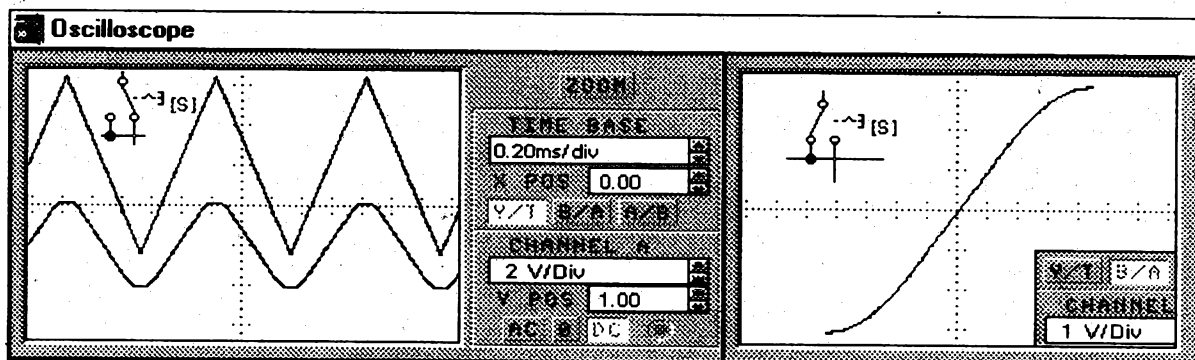 Oscilloscope
[S]
ZOOM
TIME BASE
0.20ms/div
X POS 0.00
Y/T B/A A/B
CHANNEL A
2 V/Div
Y POS 1.00
AC 0 DC
[S]
Y/T B/A
CHANNEL
1 V/Div